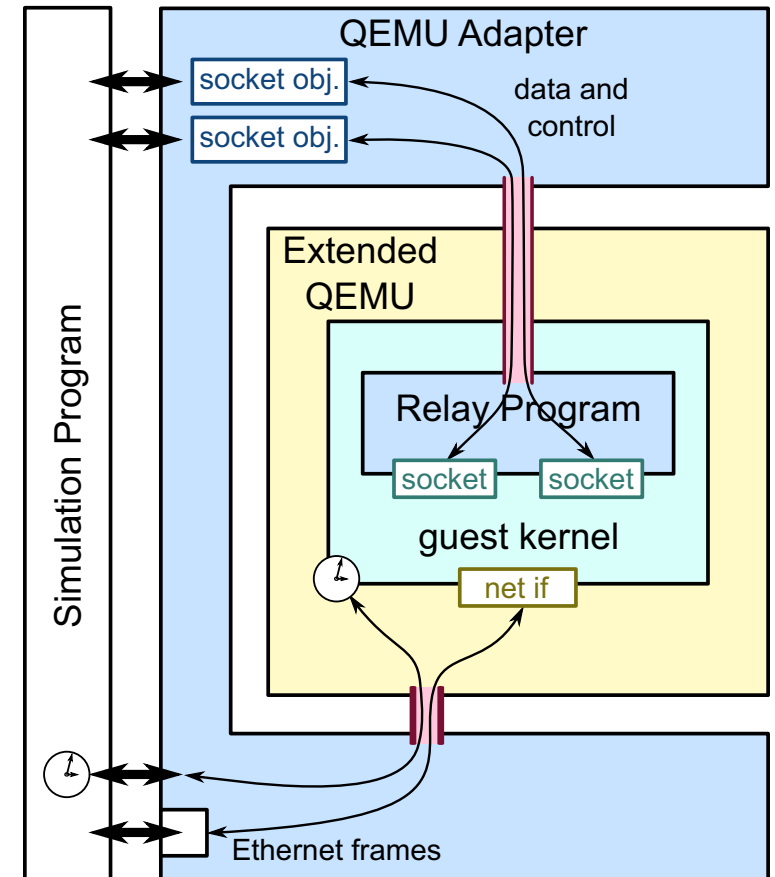 QEMU Adapter
socket obj.
data and
control
socket obj.
Extended
QEMU
Simulation Program
Relay Program
socket
socket
guest kernel
net if
Ethernet frames